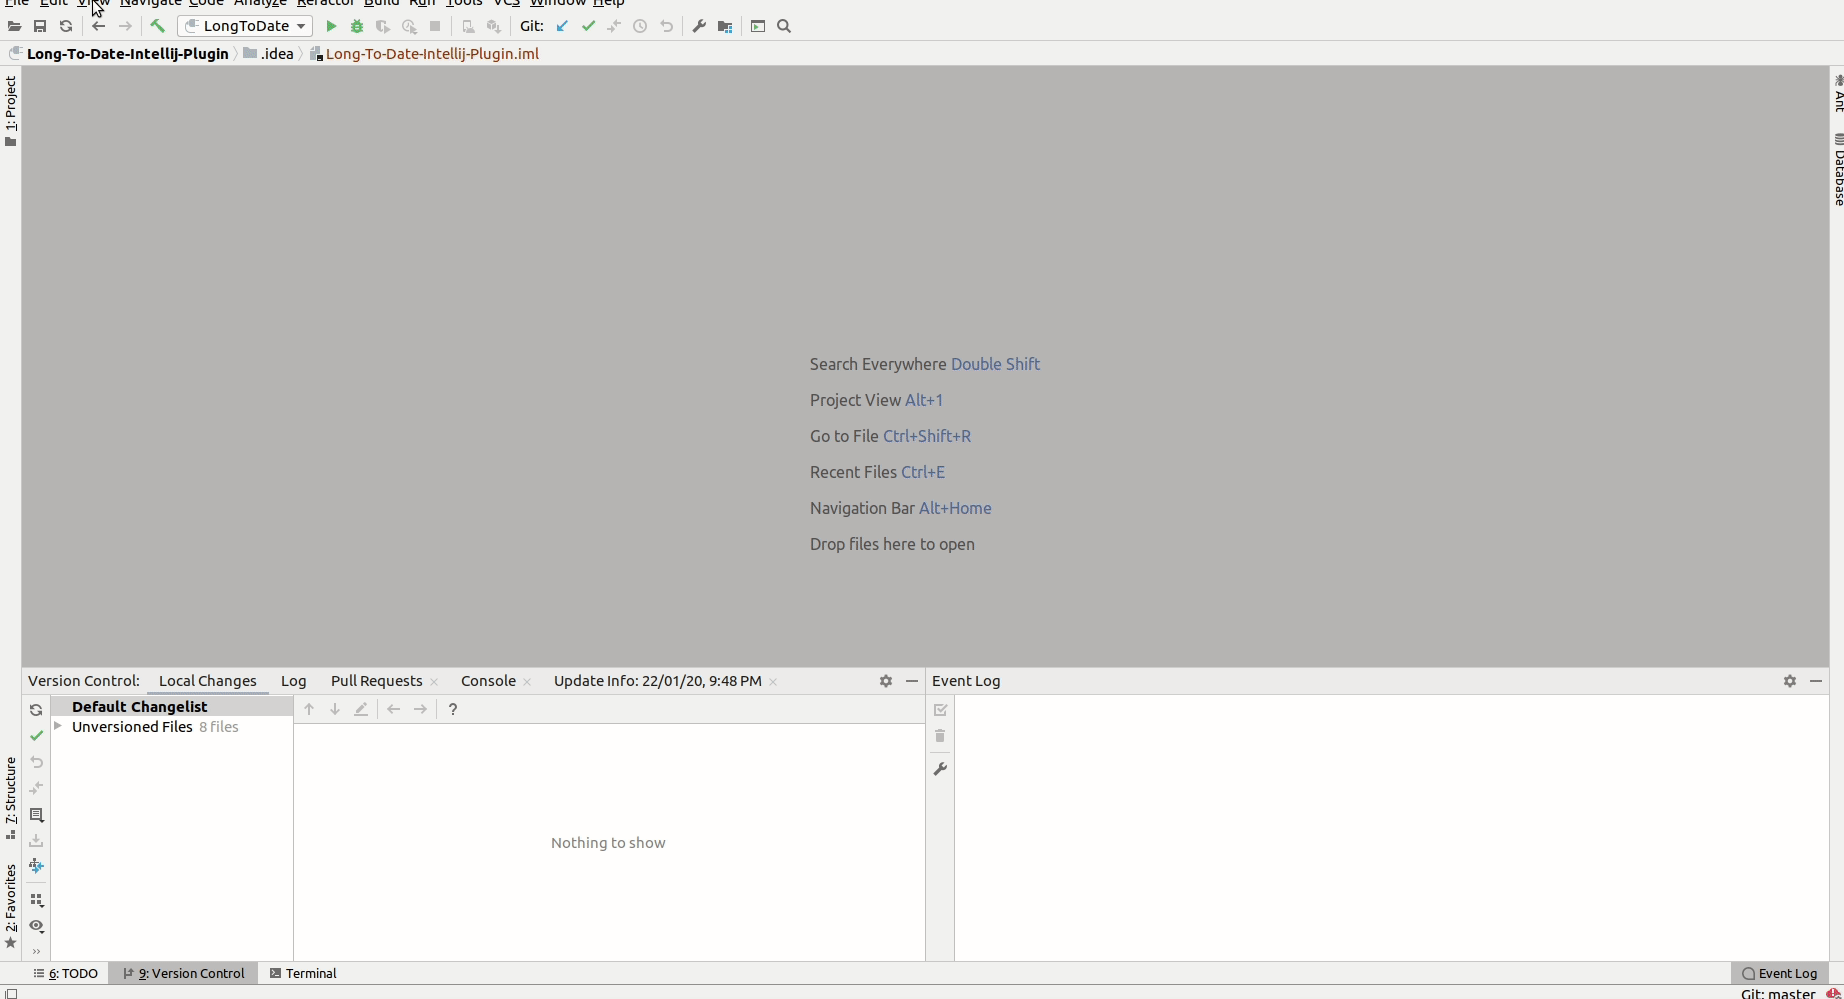 File Edit View Navigate Code Analyze Refactor Build Run Tools VCS Window Help
LongToDate Git:
Long-To-Date-Intellij-Plugin .idea Long-To-Date-Intellij-Plugin.iml
1: Project
Ant
Database
Search Everywhere Double Shift
Project View Alt+1
Go to File Ctrl+Shift+R
Recent Files Ctrl+E
Navigation Bar Alt+Home
Drop files here to open
Version Control: Local Changes Log Pull Requests Console Update Info: 22/01/20, 9:48 PM Event Log
Default Changelist
Unversioned Files 8 files
?
7: Structure
Nothing to show
2: Favorites
6: TODO 9: Version Control Terminal Event Log
Git: master